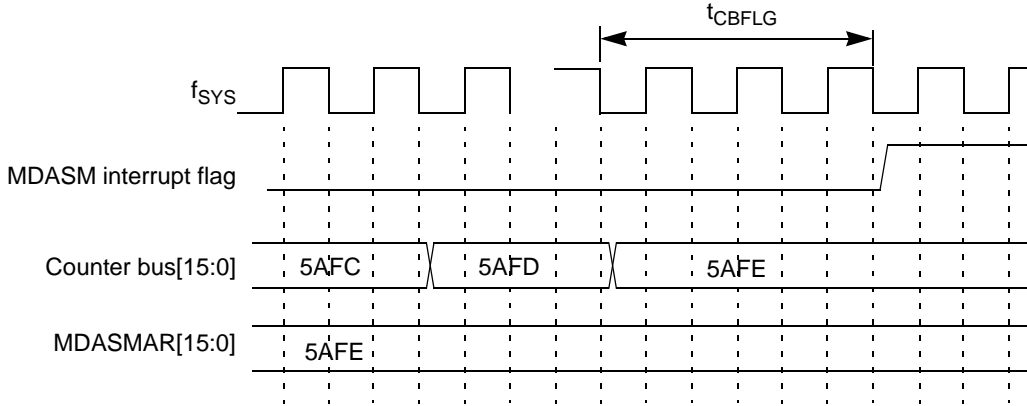 tCBFLG
fSYS
MDASM interrupt flag
Counter bus[15:0] 5AFC 5AFD 5AFE
MDASMAR[15:0] 5AFE